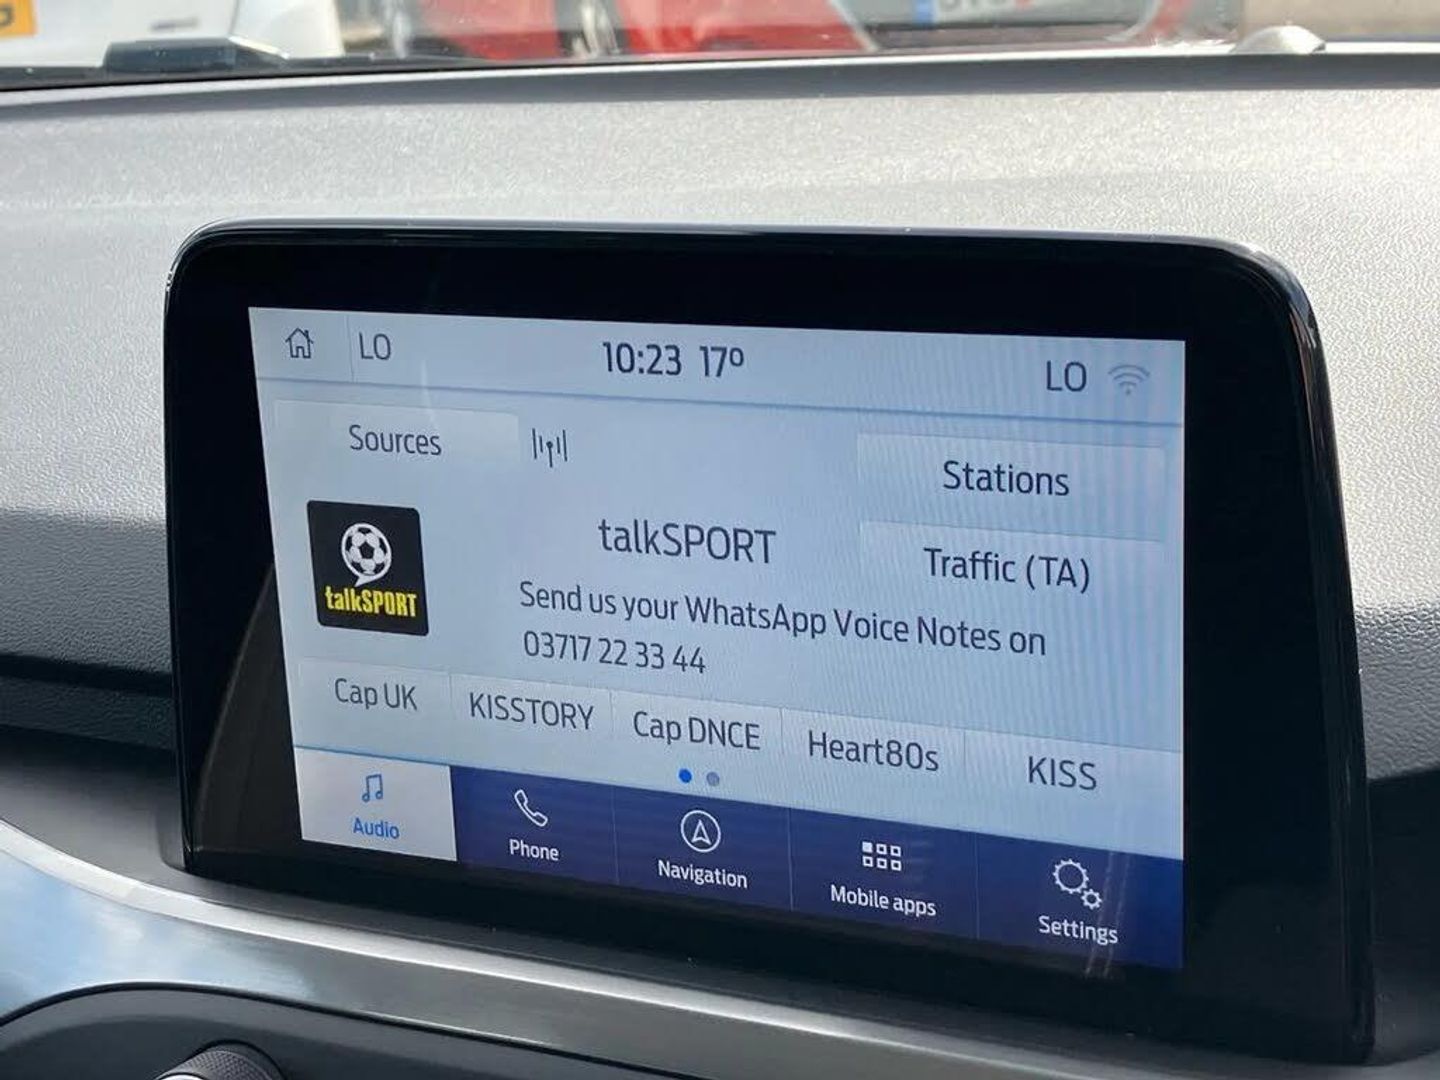 LO
10:23 17º
LO
Sources
Stations
talkSPORT
talkSPORT
Traffic (TA)
Send us your WhatsApp Voice Notes on
03717 22 33 44
Cap UK
KISSTORY
Cap DNCE
Heart80s
KISS
Audio
Phone
Navigation
Mobile apps
Settings